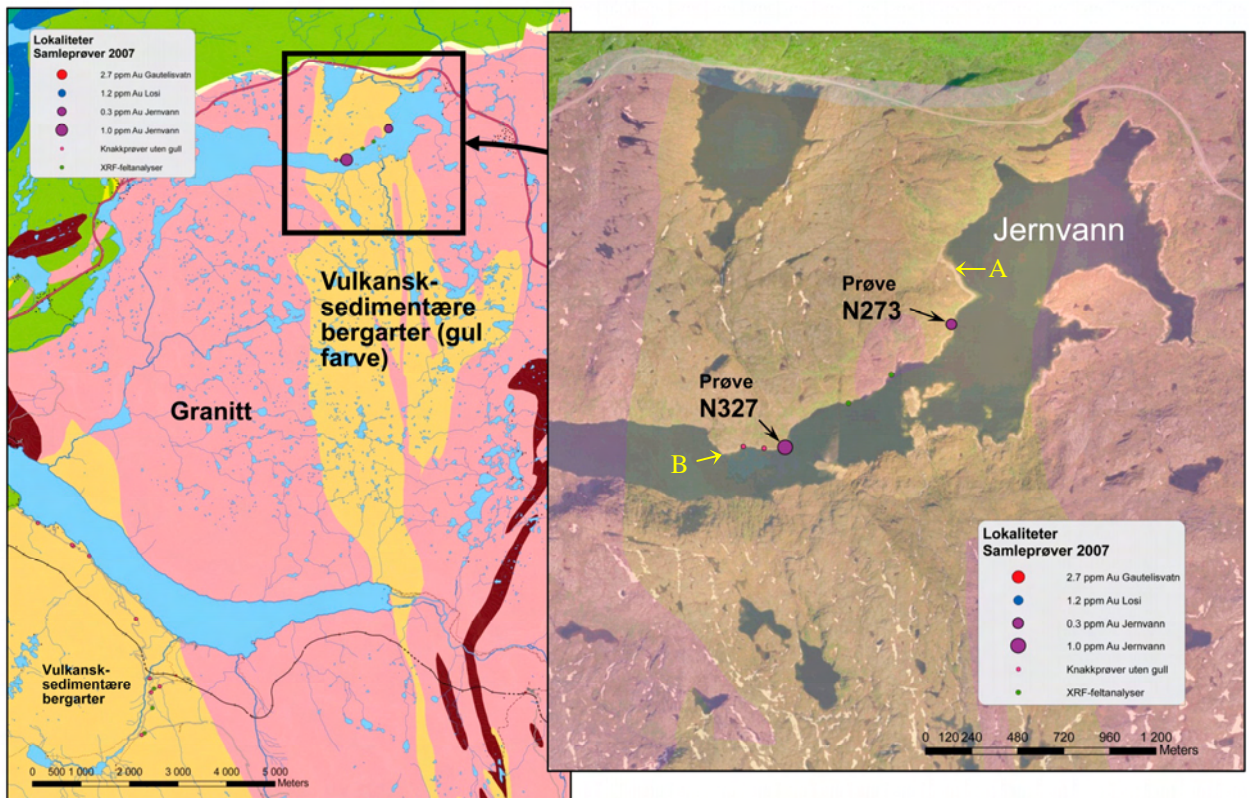 Lokaliteter
Samleprøver 2007
2.7 ppm Au Gautelisvatn
1.2 ppm Au Losi
0.3 ppm Au Jernvann
1.0 ppm Au Jernvann
Knakkprøver uten gull
XRF-feltanalyser
Vulkansk-
sedimentære
bergarter (gul
farve)
Granitt
Vulkansk-
sedimentære
bergarter
0 500 1 000 2 000 3 000 4 000 5 000
Meters
Jernvann
A
Prøve
N273
Prøve
N327
B
Lokaliteter
Samleprøver 2007
2.7 ppm Au Gautelisvatn
1.2 ppm Au Losi
0.3 ppm Au Jernvann
1.0 ppm Au Jernvann
Knakkprøver uten gull
XRF-feltanalyser
0 120 240 480 720 960 1 200
Meters